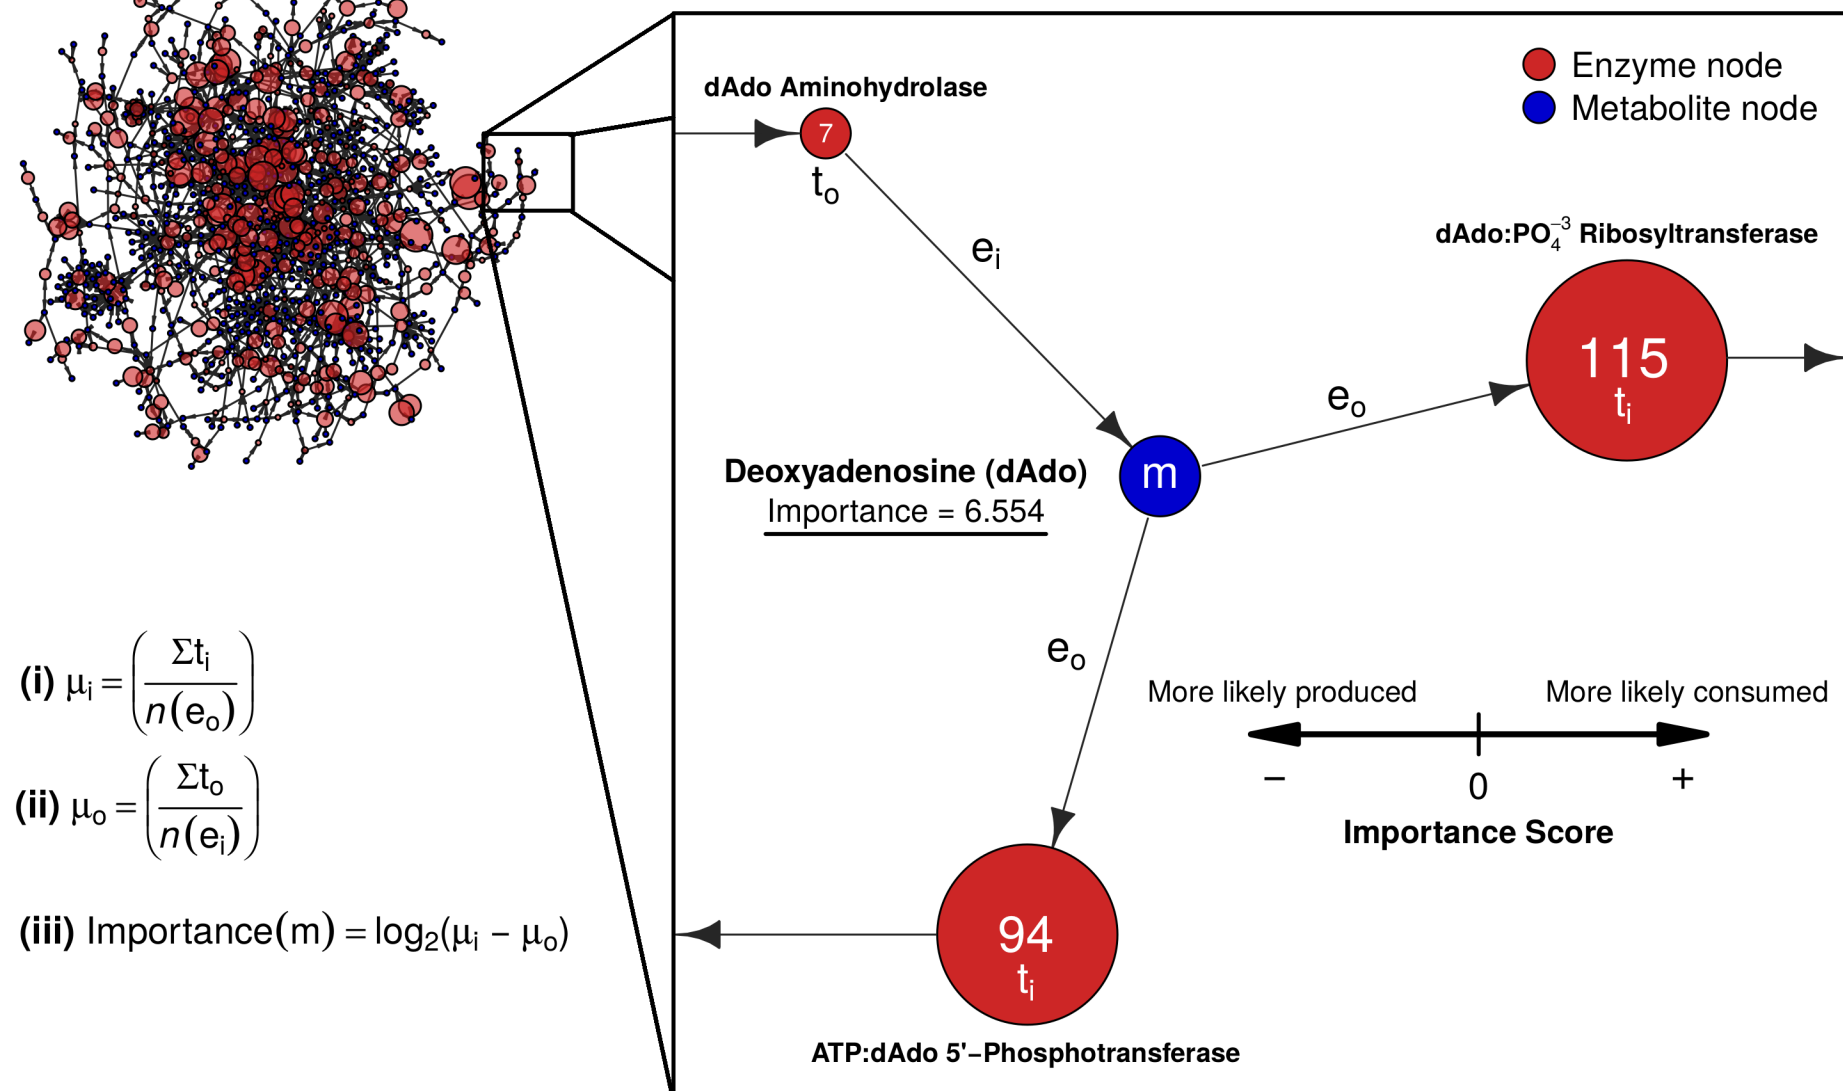 Enzyme node
Metabolite node
dAdo Aminohydrolase
7
tₒ
eᵢ
dAdo:PO₄⁻³ Ribosyltransferase
115
tᵢ
eₒ
m
Deoxyadenosine (dAdo)
Importance = 6.554
eₒ
More likely produced More likely consumed
− 0 +
Importance Score
94
tᵢ
ATP:dAdo 5'−Phosphotransferase
(i) μᵢ = (Σtᵢ / n(eₒ))
(ii) μₒ = (Σtₒ / n(eᵢ))
(iii) Importance(m) = log₂(μᵢ − μₒ)